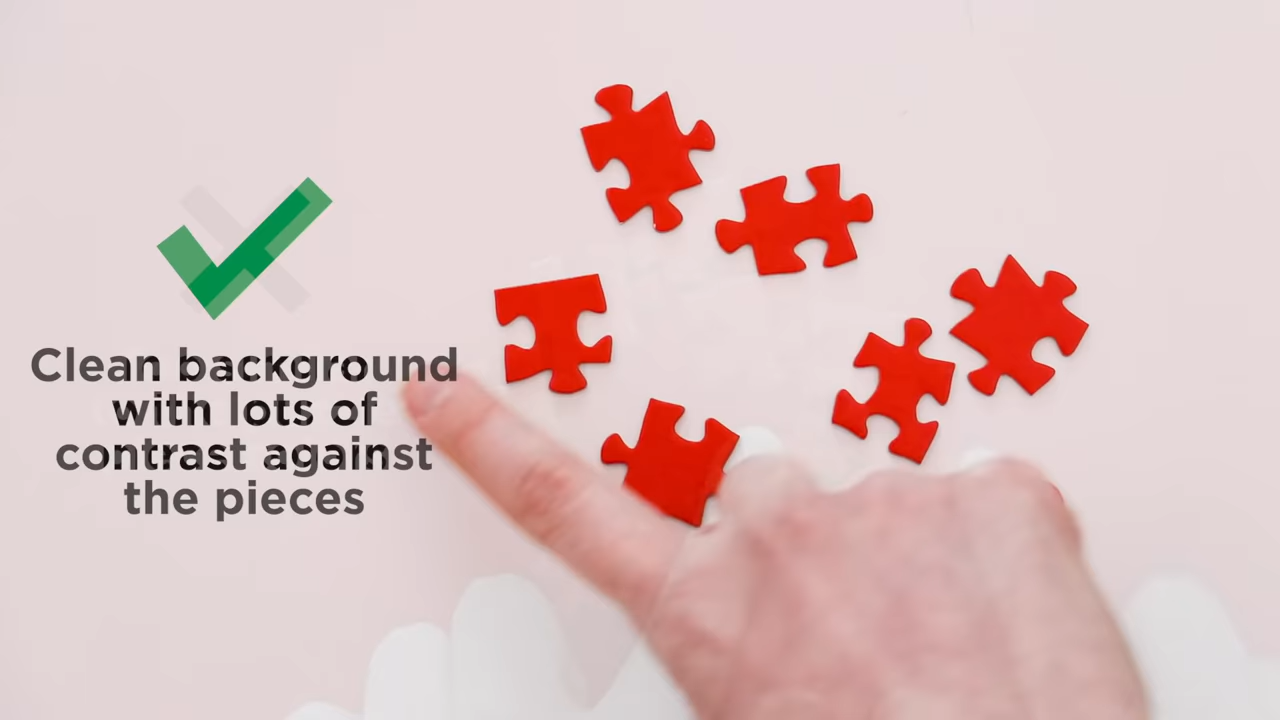 Clean background
with lots of
contrast against
the pieces